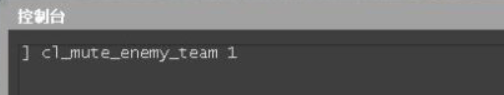 控制台
] cl_mute_enemy_team 1